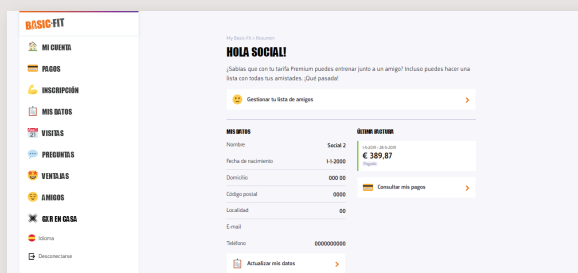 BASIC-FIT
MI CUENTA
PAGOS
INSCRIPCIÓN
MIS DATOS
VISITAS
PREGUNTAS
VENTAJAS
AMIGOS
GXR EN CASA
Idioma
Desconectarse
My Basic-Fit > Resumen
HOLA SOCIAL!
¿Sabías que con tu tarifa Premium puedes entrenar junto a un amigo? Incluso puedes hacer una
lista con todas tus amistades. ¡Qué pasada!
Gestionar tu lista de amigos
MIS DATOS
Nombre Social 2
Fecha de nacimiento 1-1-2000
Domicilio 000 00
Código postal 0000
Localidad 00
E-mail
Teléfono 0000000000
Actualizar mis datos
ÚLTIMA FACTURA
€ 389,87
Pagado
Consultar mis pagos